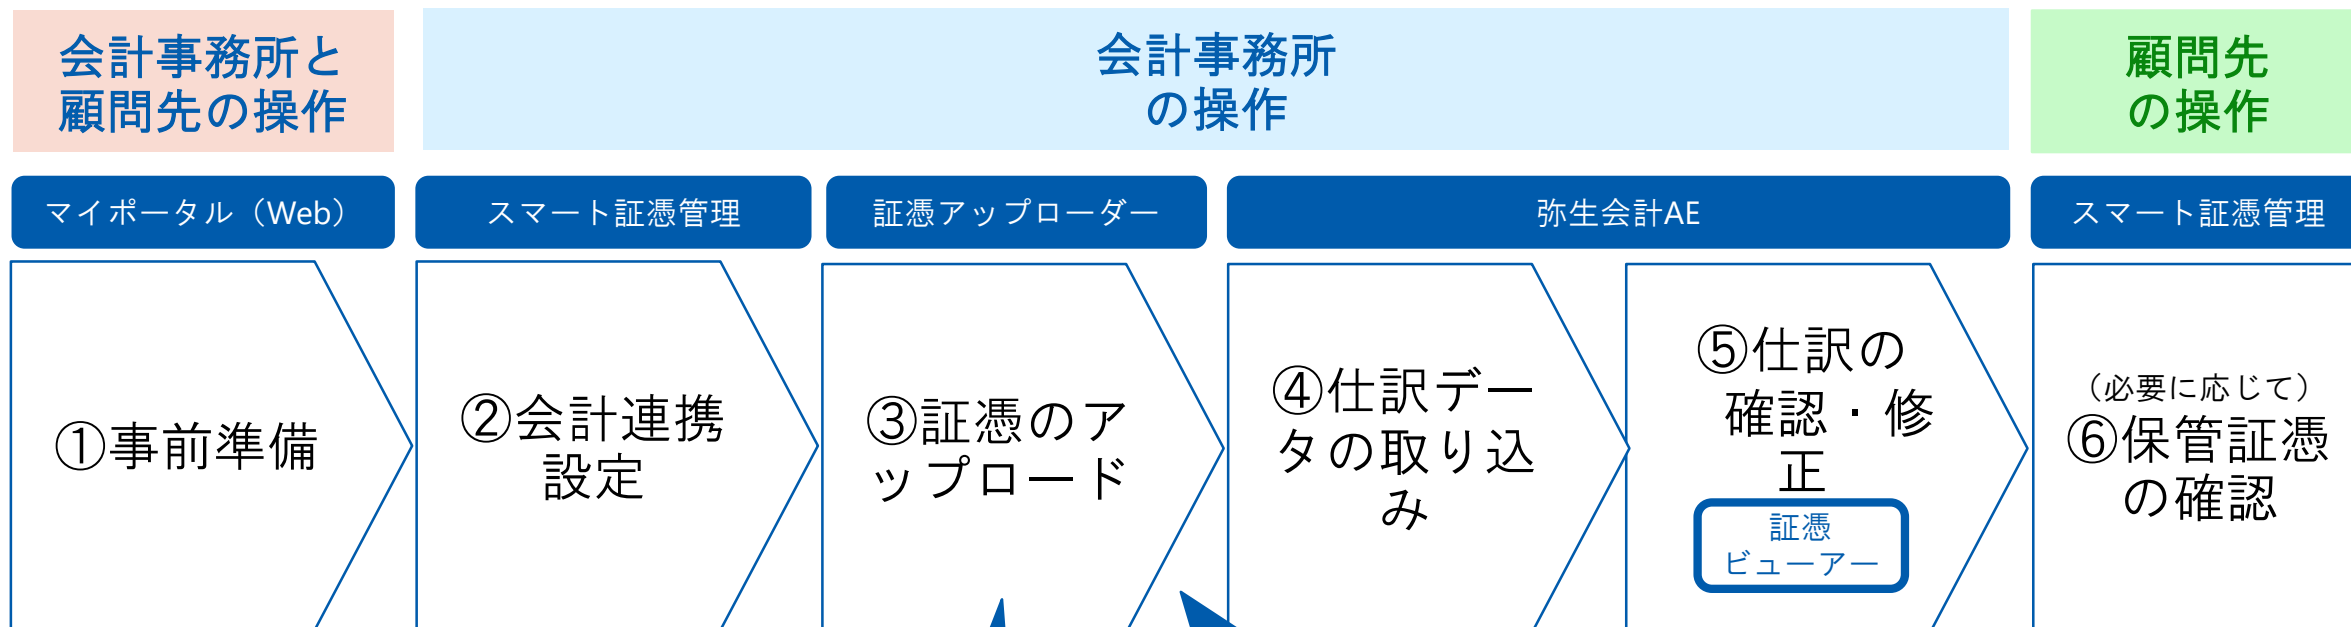 会計事務所と
顧問先の操作
会計事務所
の操作
顧問先
の操作
マイポータル（Web）
スマート証憑管理
証憑アップローダー
弥生会計AE
スマート証憑管理
①事前準備
②会計連携
設定
③証憑のア
ップロード
④仕訳デー
タの取り込
み
⑤仕訳の
確認・修
正
証憑
ビューアー
（必要に応じて）
⑥保管証憑
の確認